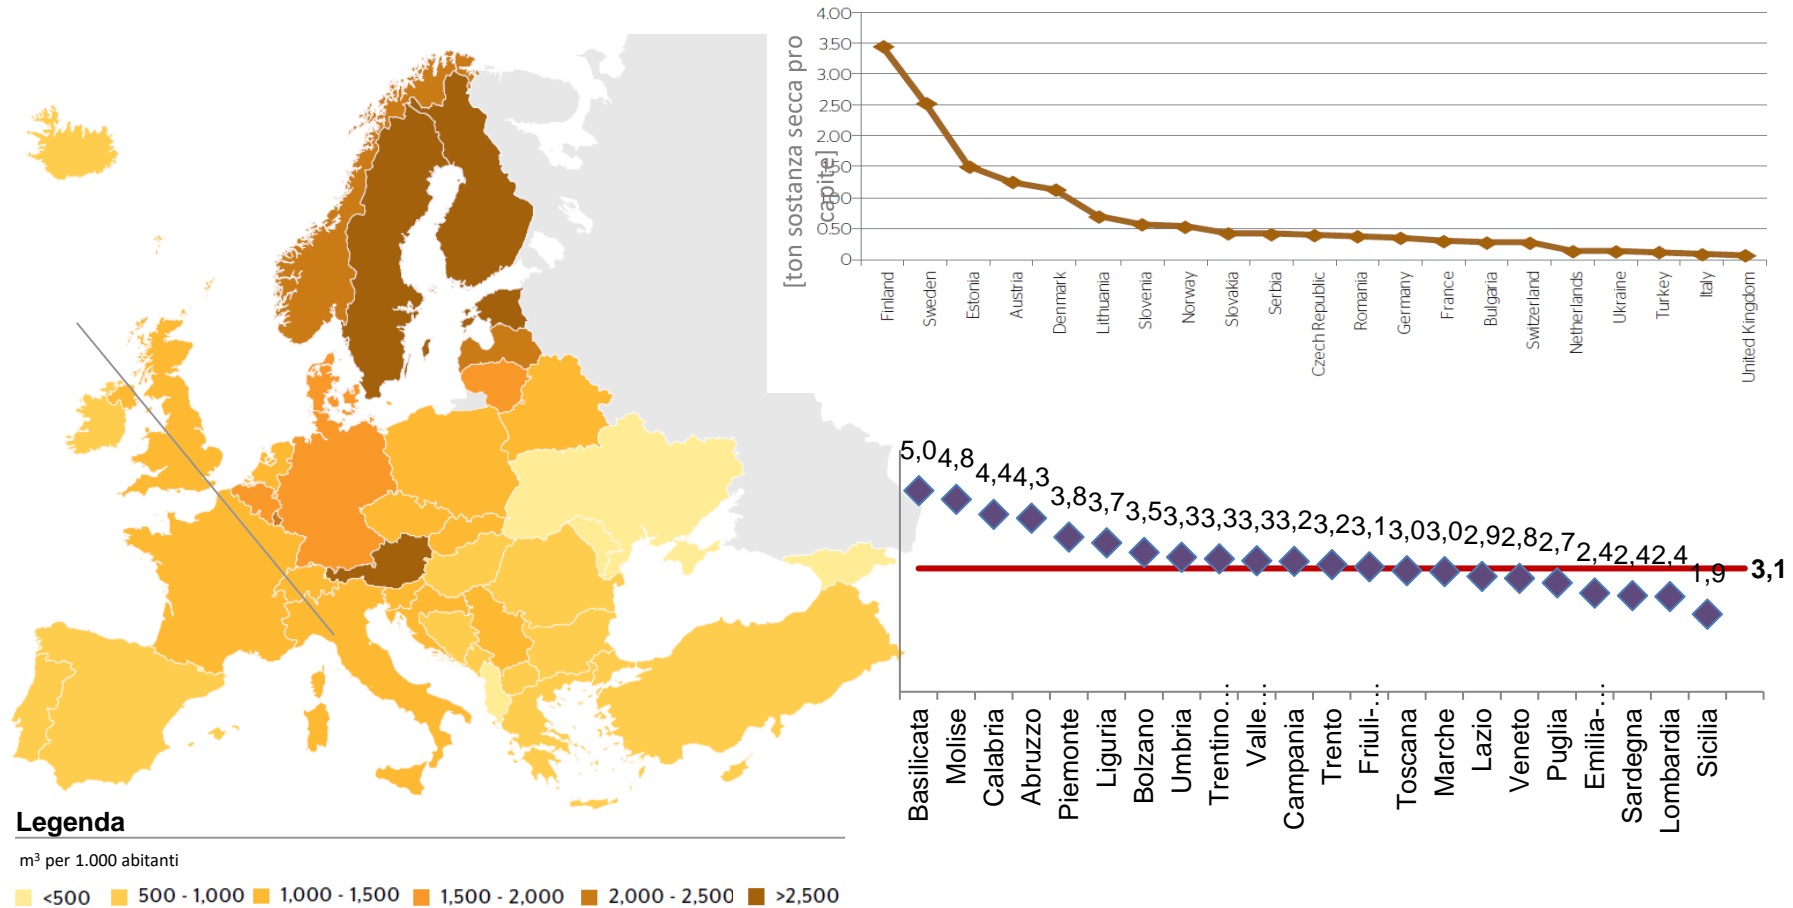 4.00
3.50
3.00
2.50
2.00
1.50
1.00
0.50
0
[ton sostanza secca pro
capite]
Finland
Sweden
Estonia
Austria
Denmark
Lithuania
Slovenia
Norway
Slovakia
Serbia
Czech Republic
Romania
Germany
France
Bulgaria
Switzerland
Netherlands
Ukraine
Turkey
Italy
United Kingdom
5,0
4,8
4,4
4,3
3,8
3,7
3,5
3,3
3,3
3,3
3,2
3,2
3,1
3,0
3,0
2,9
2,8
2,7
2,4
2,4
2,4
1,9
3,1
Basilicata
Molise
Calabria
Abruzzo
Piemonte
Liguria
Bolzano
Umbria
Trentino…
Valle…
Campania
Trento
Friuli-…
Toscana
Marche
Lazio
Veneto
Puglia
Emilia-…
Sardegna
Lombardia
Sicilia
Legenda
m³ per 1.000 abitanti
<500
500 - 1,000
1,000 - 1,500
1,500 - 2,000
2,000 - 2,500
>2,500